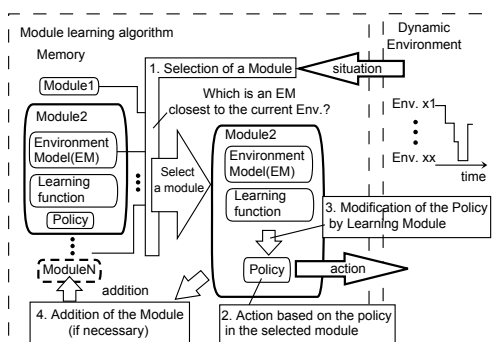 Module learning algorithm
Dynamic
Environment
Memory
1. Selection of a Module
situation
Module1
Which is an EM
closest to the current Env.?
Module2
Environment
Model(EM)
Learning
function
Policy
ModuleN
Select
a module
Module2
Environment
Model(EM)
Learning
function
Policy
Env. x1
Env. xx
time
3. Modification of the Policy
by Learning Module
action
addition
4. Addition of the Module
(if necessary)
2. Action based on the policy
in the selected module